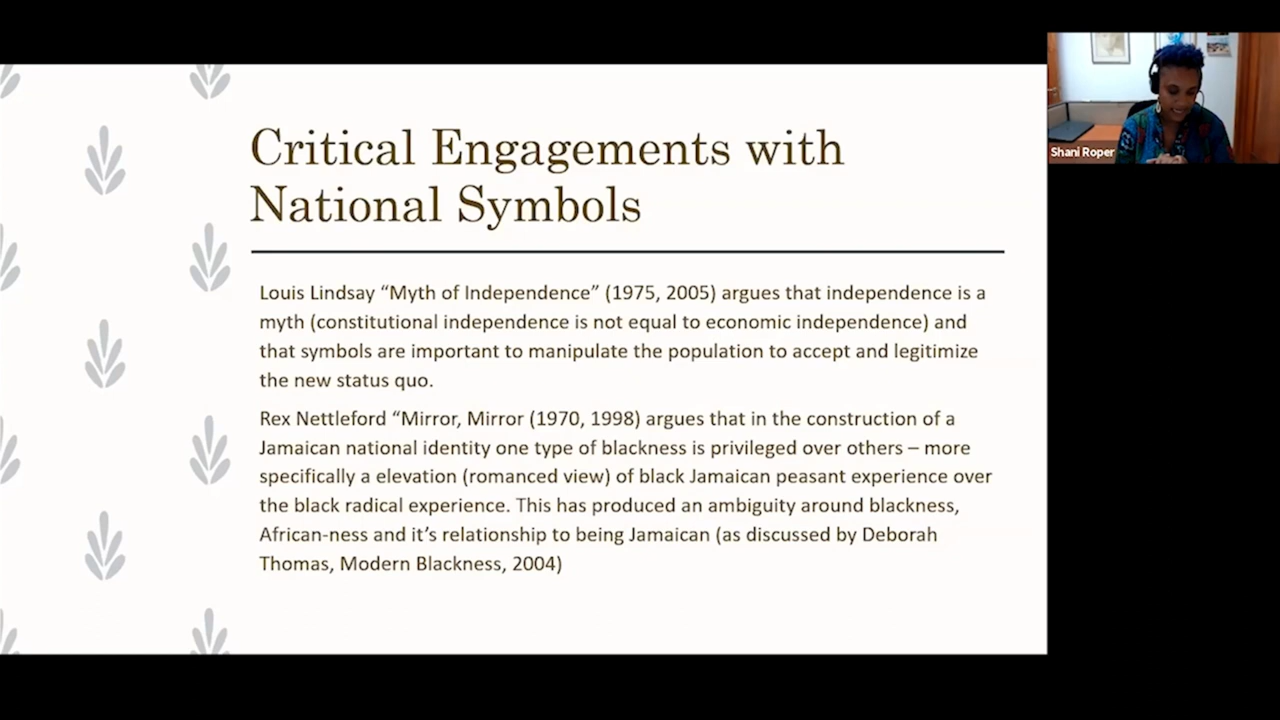 Critical Engagements with
National Symbols
Louis Lindsay “Myth of Independence” (1975, 2005) argues that independence is a
myth (constitutional independence is not equal to economic independence) and
that symbols are important to manipulate the population to accept and legitimize
the new status quo.
Rex Nettleford “Mirror, Mirror (1970, 1998) argues that in the construction of a
Jamaican national identity one type of blackness is privileged over others – more
specifically a elevation (romanced view) of black Jamaican peasant experience over
the black radical experience. This has produced an ambiguity around blackness,
African-ness and it’s relationship to being Jamaican (as discussed by Deborah
Thomas, Modern Blackness, 2004)
Shani Roper